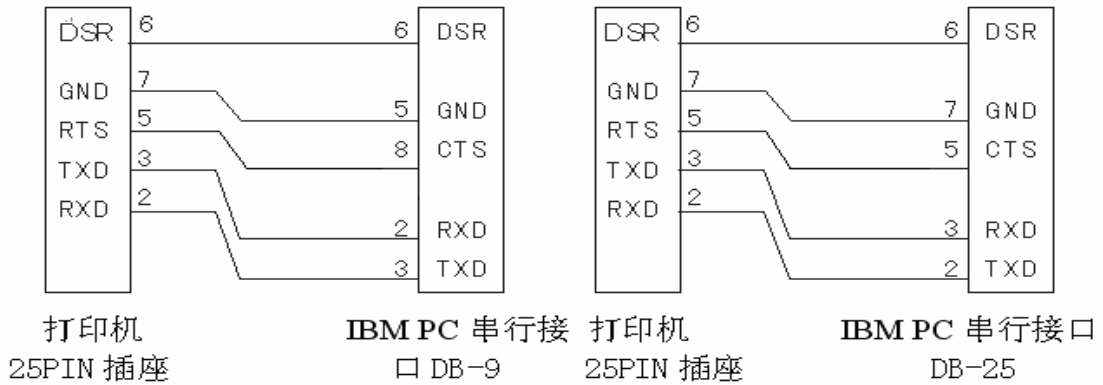 DSR 6 6 DSR
GND 7 5 GND
RTS 5 8 CTS
TXD 3 2 RXD
RXD 2 3 TXD
打印机
25PIN 插座
IBM PC 串行接
口 DB-9
DSR 6 6 DSR
GND 7 7 GND
RTS 5 5 CTS
TXD 3 3 RXD
RXD 2 2 TXD
打印机
25PIN 插座
IBM PC 串行接口
DB-25